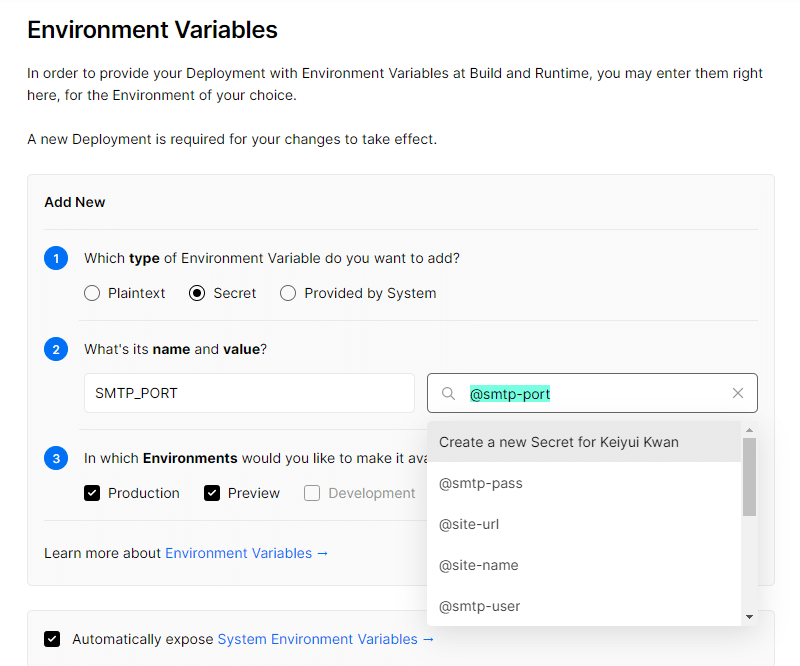 Environment Variables
In order to provide your Deployment with Environment Variables at Build and Runtime, you may enter them right
here, for the Environment of your choice.
A new Deployment is required for your changes to take effect.
Add New
1 Which type of Environment Variable do you want to add?
Plaintext Secret Provided by System
2 What's its name and value?
SMTP_PORT @smtp-port
Create a new Secret for Keiyui Kwan
3 In which Environments would you like to make it ava
@smtp-pass
Production Preview Development
@site-url
Learn more about Environment Variables →
@site-name
@smtp-user
Automatically expose System Environment Variables →